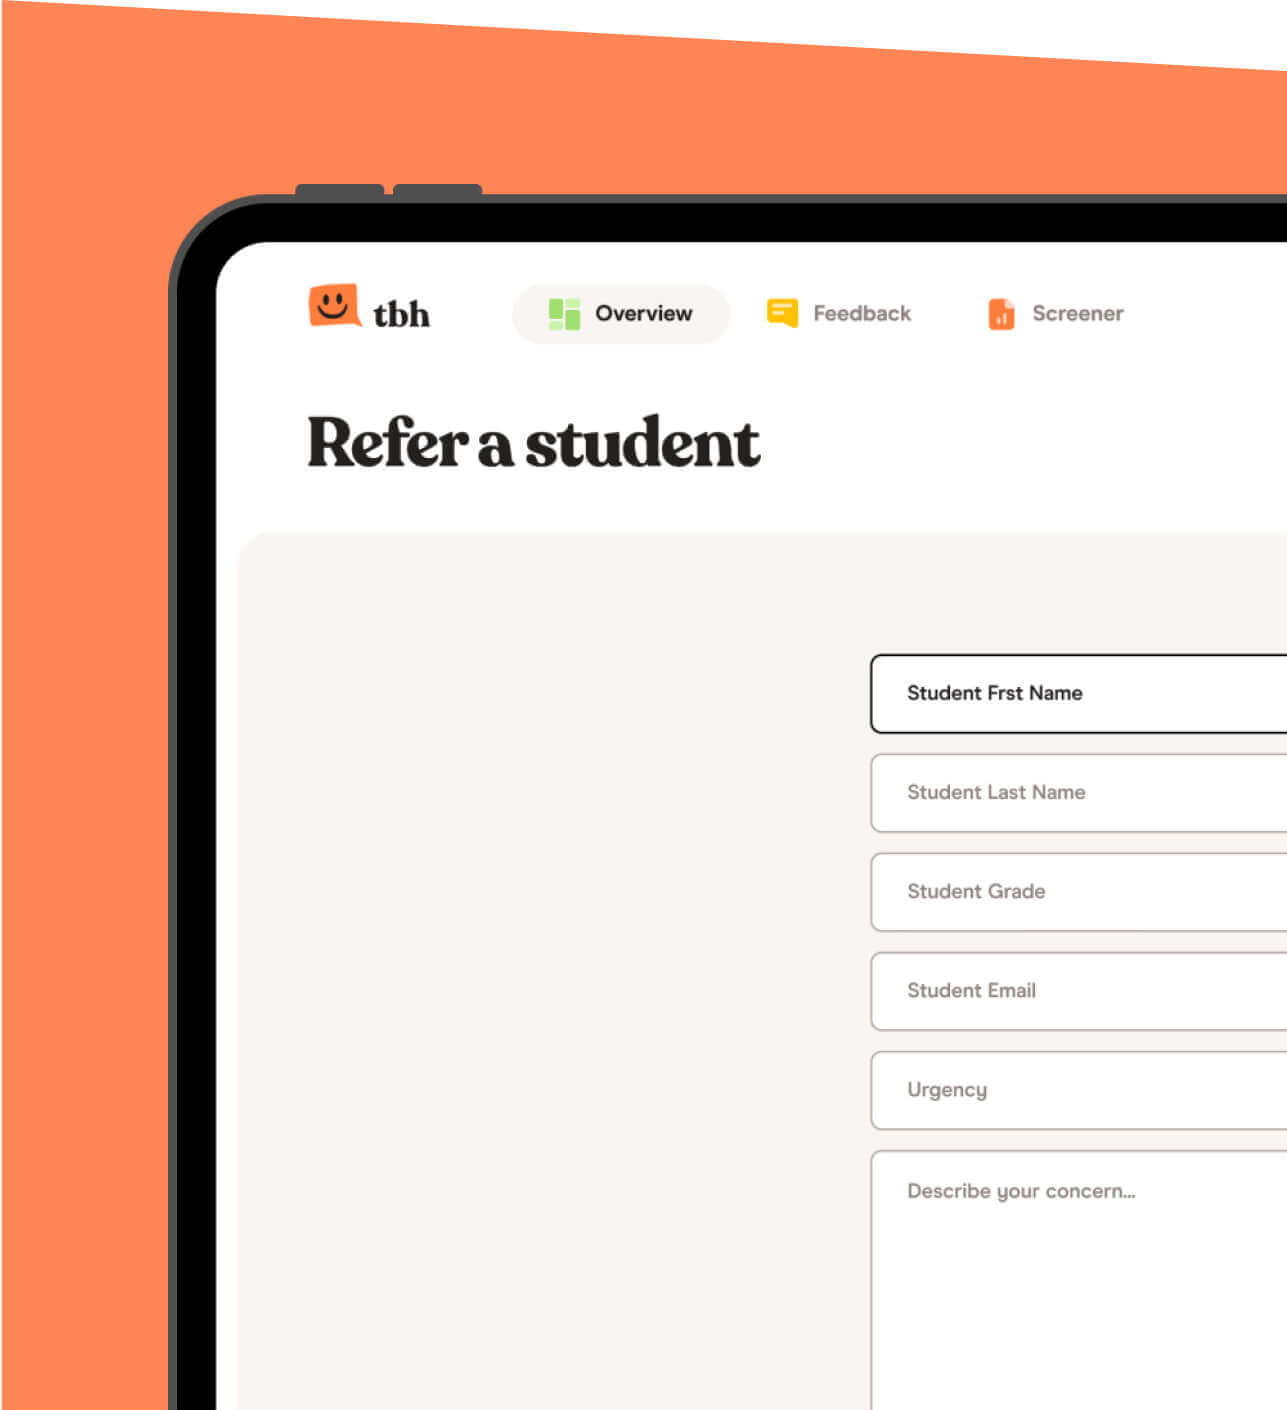 tbh
Overview
Feedback
Screener
Refer a student
Student Frst Name
Student Last Name
Student Grade
Student Email
Urgency
Describe your concern...